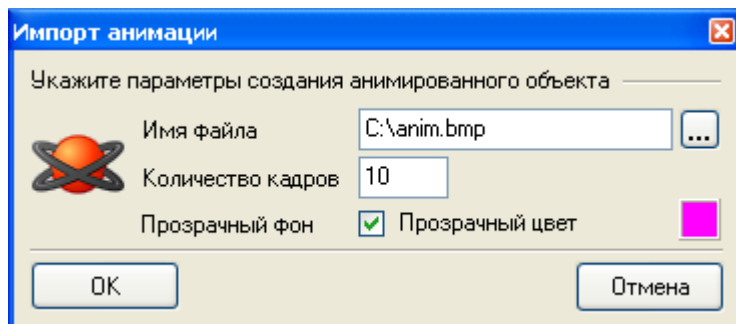 Импорт анимации
Укажите параметры создания анимированного объекта
Имя файла C:\anim.bmp ...
Количество кадров 10
Прозрачный фон Прозрачный цвет
OK Отмена